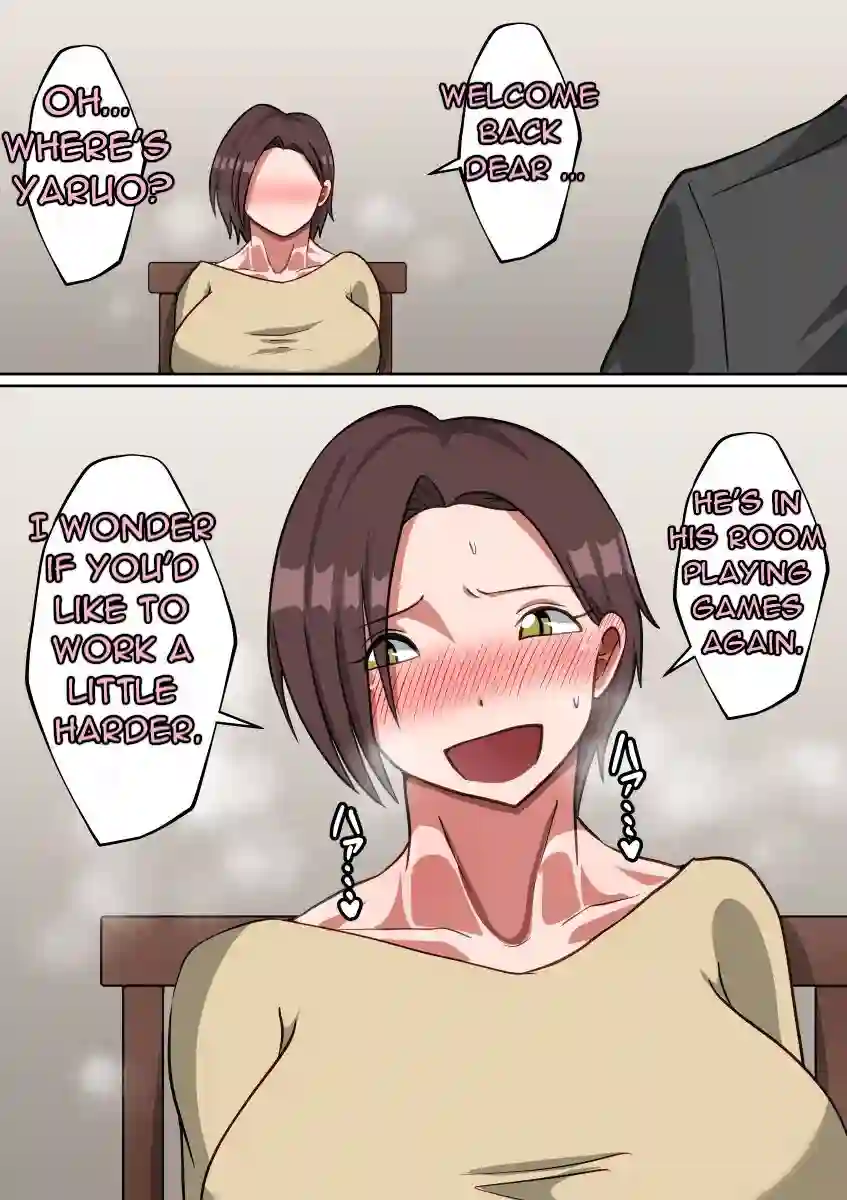 WELCOME
BACK
DEAR ...
OH...
WHERE'S
YARUO?
HE'S IN
HIS ROOM
PLAYING
GAMES
AGAIN.
I WONDER
IF YOU'D
LIKE TO
WORK A
LITTLE
HARDER.
ハァ...♡
ハァ...♡